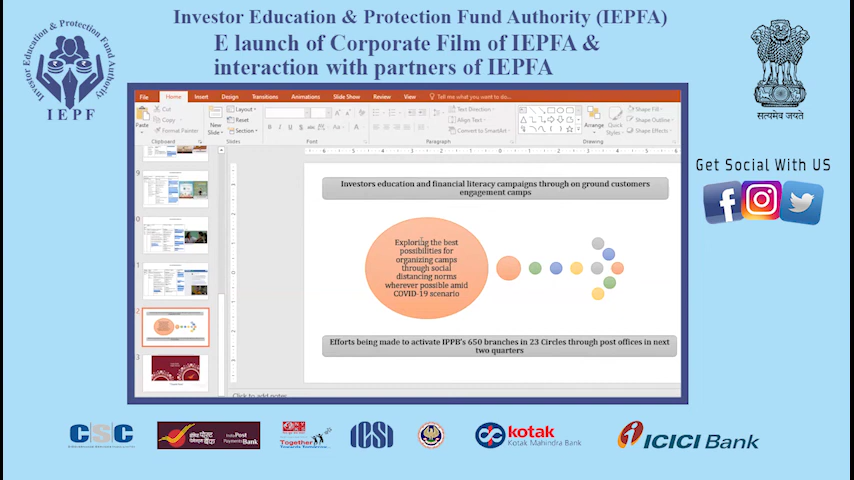 Investor Education & Protection Fund Authority (IEPFA)
E launch of Corporate Film of IEPFA &
interaction with partners of IEPFA
Investor Education & Protection Fund Authority
IEPF
सत्यमेव जयते
Get Social With US
File Home Insert Design Transitions Animations Slide Show Review View Tell me what you want to do...
Paste
Cut
Copy
Format Painter
Clipboard
New
Slide
Layout
Reset
Section
Slides
Font
Text Direction
Align Text
Convert to SmartArt
Paragraph
Arrange
Quick
Styles
Shape Fill
Shape Outline
Shape Effects
Drawing
Investors education and financial literacy campaigns through on ground customers
engagement camps
Exploring the best
possibilities for
organizing camps
through social
distancing norms
wherever possible amid
COVID-19 scenario
Efforts being made to activate IPPB's 650 branches in 23 Circles through post offices in next
two quarters
Click to add notes
CSC
India Post
Payments Bank
Together
ICSI
kotak
Kotak Mahindra Bank
ICICI Bank